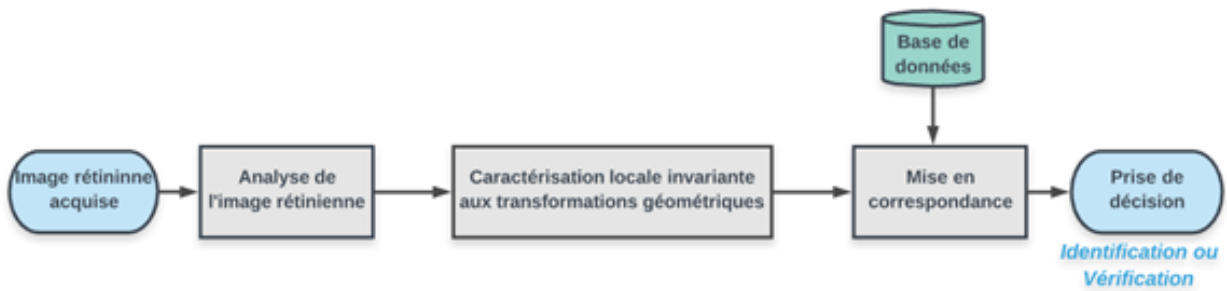 Base de
données
Image rétininne
acquise
Analyse de
l'image rétinienne
Caractérisation locale invariante
aux transformations géométriques
Mise en
correspondance
Prise de
décision
Identification ou
Vérification